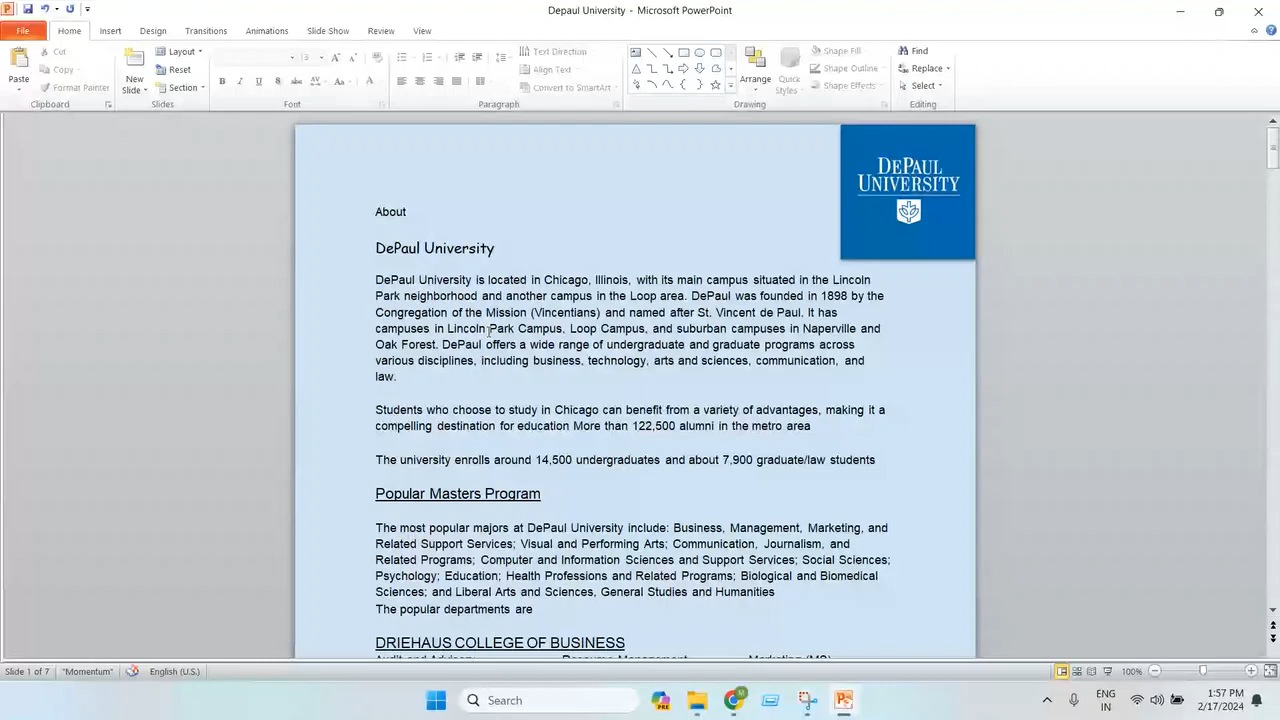 Depaul University - Microsoft PowerPoint
File Home Insert Design Transitions Animations Slide Show Review View
Cut Layout Text Direction Shape Fill Find
Copy Reset Align Text Shape Outline Replace
Paste Format Painter New Slide Section Convert to SmartArt Arrange Quick Styles Shape Effects Select
Clipboard Slides Font Paragraph Drawing Editing
DEPAUL
UNIVERSITY
About
DePaul University
DePaul University is located in Chicago, Illinois, with its main campus situated in the Lincoln
Park neighborhood and another campus in the Loop area. DePaul was founded in 1898 by the
Congregation of the Mission (Vincentians) and named after St. Vincent de Paul. It has
campuses in Lincoln Park Campus, Loop Campus, and suburban campuses in Naperville and
Oak Forest. DePaul offers a wide range of undergraduate and graduate programs across
various disciplines, including business, technology, arts and sciences, communication, and
law.
Students who choose to study in Chicago can benefit from a variety of advantages, making it a
compelling destination for education More than 122,500 alumni in the metro area
The university enrolls around 14,500 undergraduates and about 7,900 graduate/law students
Popular Masters Program
The most popular majors at DePaul University include: Business, Management, Marketing, and
Related Support Services; Visual and Performing Arts; Communication, Journalism, and
Related Programs; Computer and Information Sciences and Support Services; Social Sciences;
Psychology; Education; Health Professions and Related Programs; Biological and Biomedical
Sciences; and Liberal Arts and Sciences, General Studies and Humanities
The popular departments are
DRIEHAUS COLLEGE OF BUSINESS
Audit and Advisory Resource Management Marketing (MS)
Slide 1 of 7 "Momentum" English (U.S.) 100%
Search ENG 1:57 PM
IN 2/17/2024